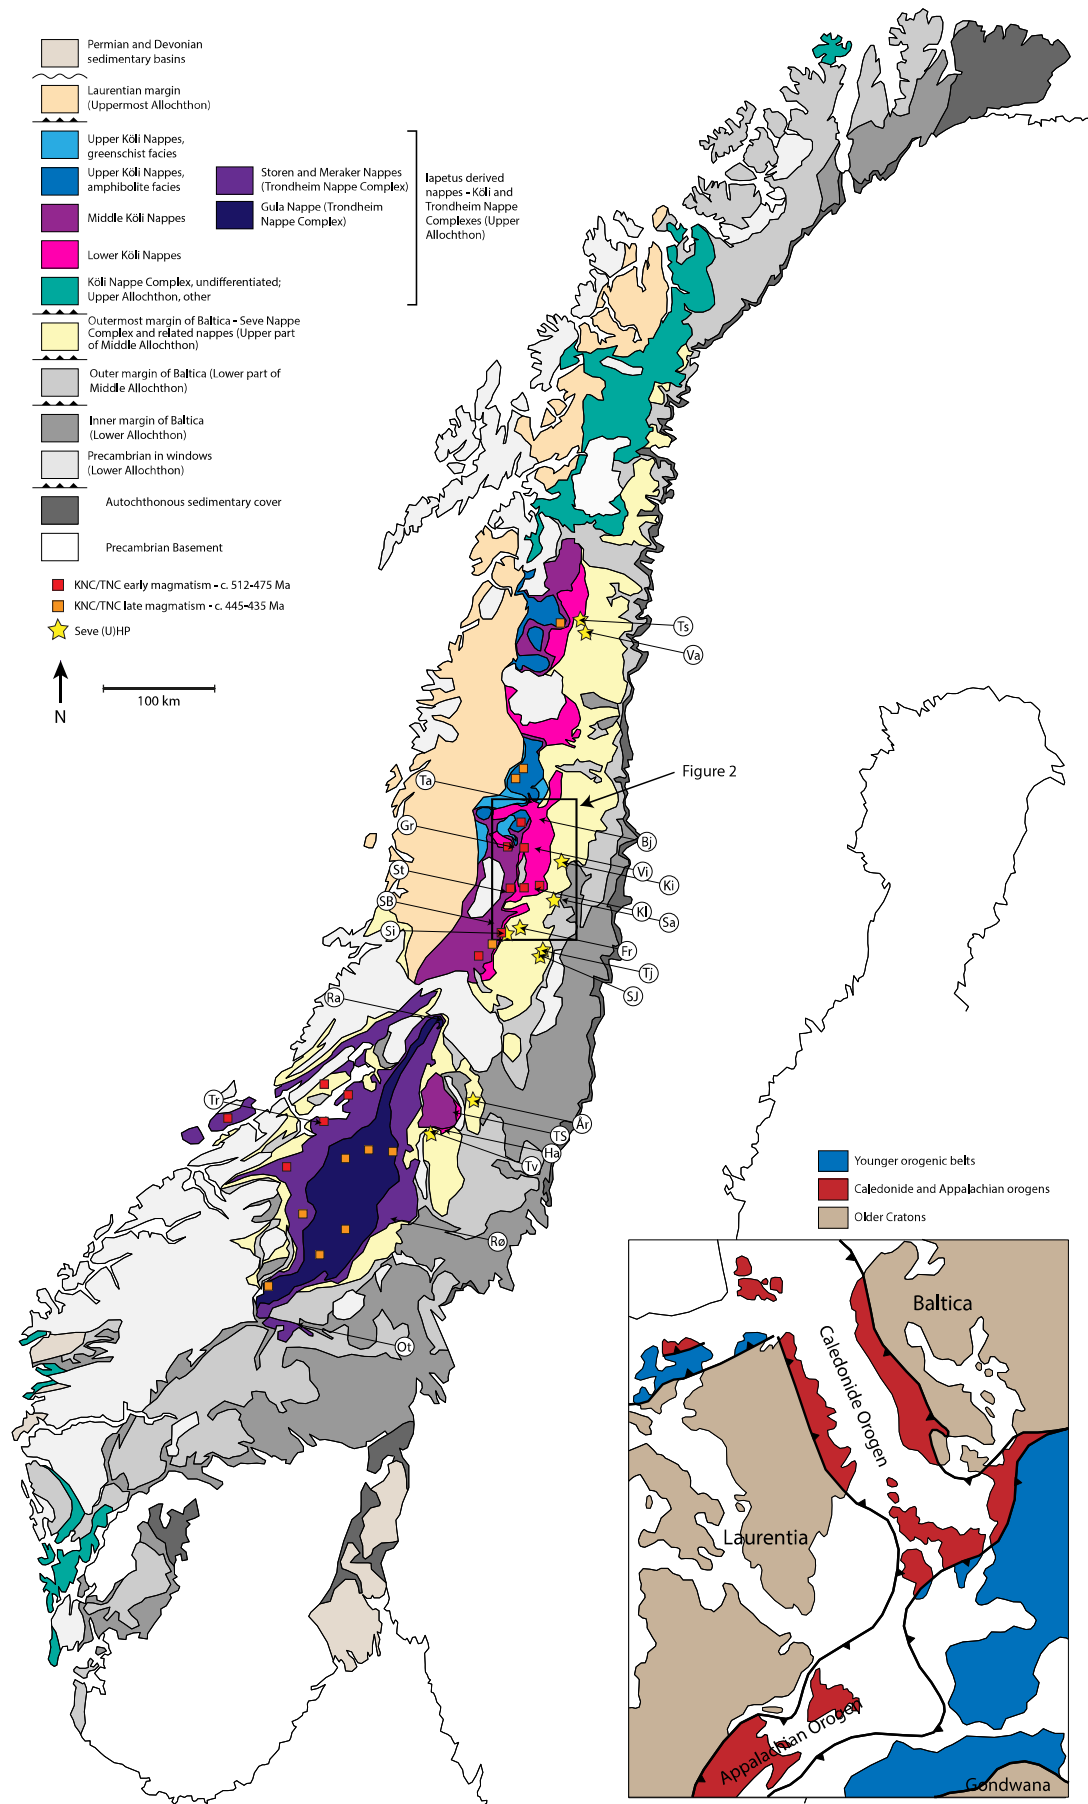 Permian and Devonian
sedimentary basins
Laurentian margin
(Uppermost Allochthon)
Upper Köli Nappes,
greenschist facies
Upper Köli Nappes,
amphibolite facies
Middle Köli Nappes
Lower Köli Nappes
Köli Nappe Complex, undifferentiated;
Upper Allochthon, other
Storen and Meraker Nappes
(Trondheim Nappe Complex)
Gula Nappe (Trondheim
Nappe Complex)
Iapetus derived
nappes - Köli and
Trondheim Nappe
Complexes (Upper
Allochthon)
Outermost margin of Baltica - Seve Nappe
Complex and related nappes (Upper part
of Middle Allochthon)
Outer margin of Baltica (Lower part of
Middle Allochthon)
Inner margin of Baltica
(Lower Allochthon)
Precambrian in windows
(Lower Allochthon)
Autochthonous sedimentary cover
Precambrian Basement
KNC/TNC early magmatism - c. 512-475 Ma
KNC/TNC late magmatism - c. 445-435 Ma
Seve (U)HP
N
100 km
Ts
Va
Figure 2
Ta
Gr
Bj
Vi
St
Ki
SB
Kl
Sa
Si
Fr
Tj
SJ
Ra
Tr
År
TS
Ha
Tv
Rø
Ot
Younger orogenic belts
Caledonide and Appalachian orogens
Older Cratons
Baltica
Caledonide Orogen
Laurentia
Appalachian Orogen
Gondwana